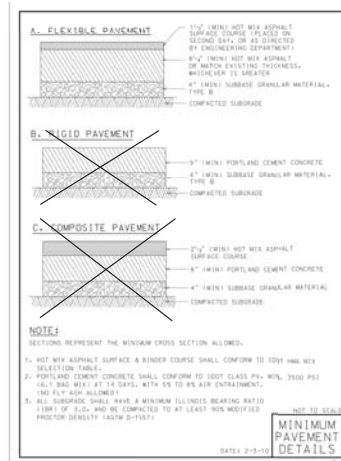 A. FLEXIBLE PAVEMENT
1½" (MIN) HOT MIX ASPHALT
SURFACE COURSE (PLACED ON
SECOND DAY, OR AS DIRECTED
BY ENGINEERING DEPARTMENT)
(MIN) HOT MIX ASPHALT
OR MATCH EXISTING THICKNESS,
WHICHEVER IS GREATER
4" (MIN) SUBBASE GRANULAR MATERIAL,
TYPE B
COMPACTED SUBGRADE
B. RIGID PAVEMENT
9" (MIN) PORTLAND CEMENT CONCRETE
4" (MIN) SUBBASE GRANULAR MATERIAL,
TYPE B
COMPACTED SUBGRADE
C. COMPOSITE PAVEMENT
2½" (MIN) HOT MIX ASPHALT
SURFACE COURSE
(MIN) PORTLAND CEMENT CONCRETE
4" (MIN) SUBBASE GRANULAR MATERIAL
COMPACTED SUBGRADE
NOTE:
SECTIONS REPRESENT THE MINIMUM CROSS SECTION ALLOWED.
1. HOT MIX ASPHALT SURFACE & BINDER COURSE SHALL CONFORM TO IDOT HMA MIX
SELECTION TABLE.
2. PORTLAND CEMENT CONCRETE SHALL CONFORM TO IDOT CLASS PV, MIN. 3500 PSI
(6.1 BAG MIX) AT 14 DAYS, WITH 5% TO 8% AIR ENTRAINMENT.
(NO FLY ASH ALLOWED)
3. ALL SUBGRADE SHALL HAVE A MINIMUM ILLINOIS BEARING RATIO
(IBR) OF 3.0, AND BE COMPACTED TO AT LEAST 90% MODIFIED
PROCTOR DENSITY (ASTM D-1557)
NOT TO SCALE
DATE: 2-3-10
MINIMUM
PAVEMENT
DETAILS